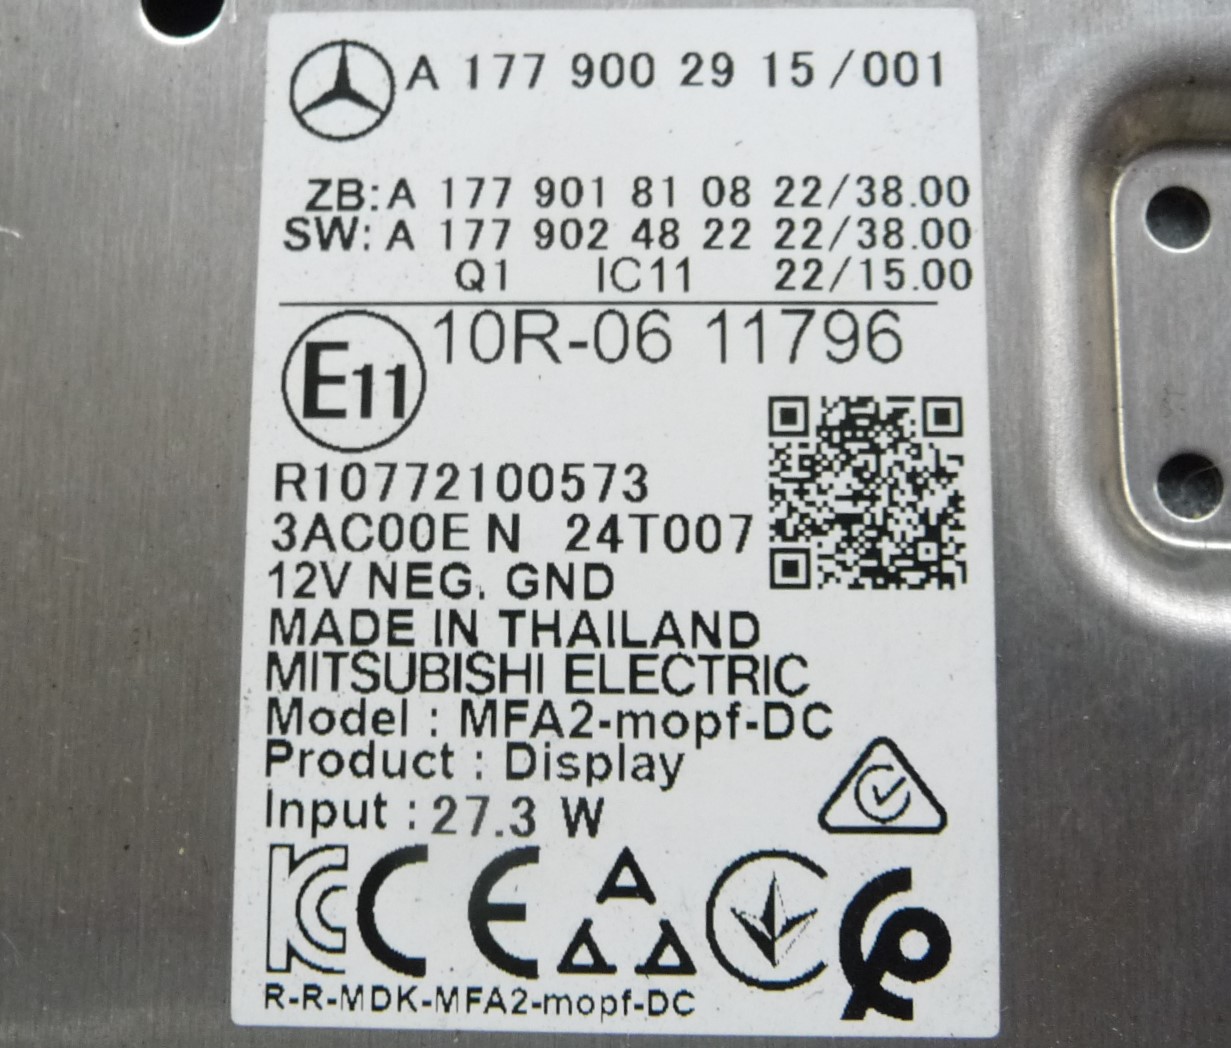 A 177 900 29 15/001
ZB:A 177 901 81 08 22/38.00
SW: A 177 902 48 22 22/38.00
Q1 IC11 22/15.00
E11 10R-06 11796
R10772100573
3AC00E N 24T007
12V NEG. GND
MADE IN THAILAND
MITSUBISHI ELECTRIC
Model : MFA2-mopf-DC
Product : Display
Input : 27.3 W
KC CE
R-R-MDK-MFA2-mopf-DC